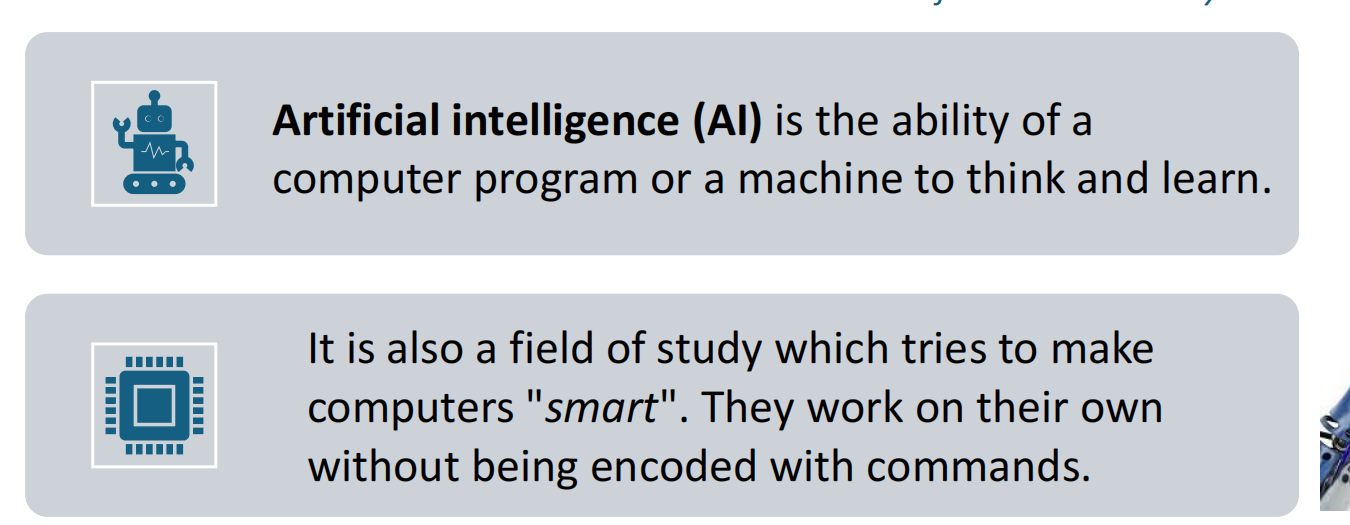 Artificial intelligence (AI) is the ability of a
computer program or a machine to think and learn.
It is also a field of study which tries to make
computers "smart". They work on their own
without being encoded with commands.